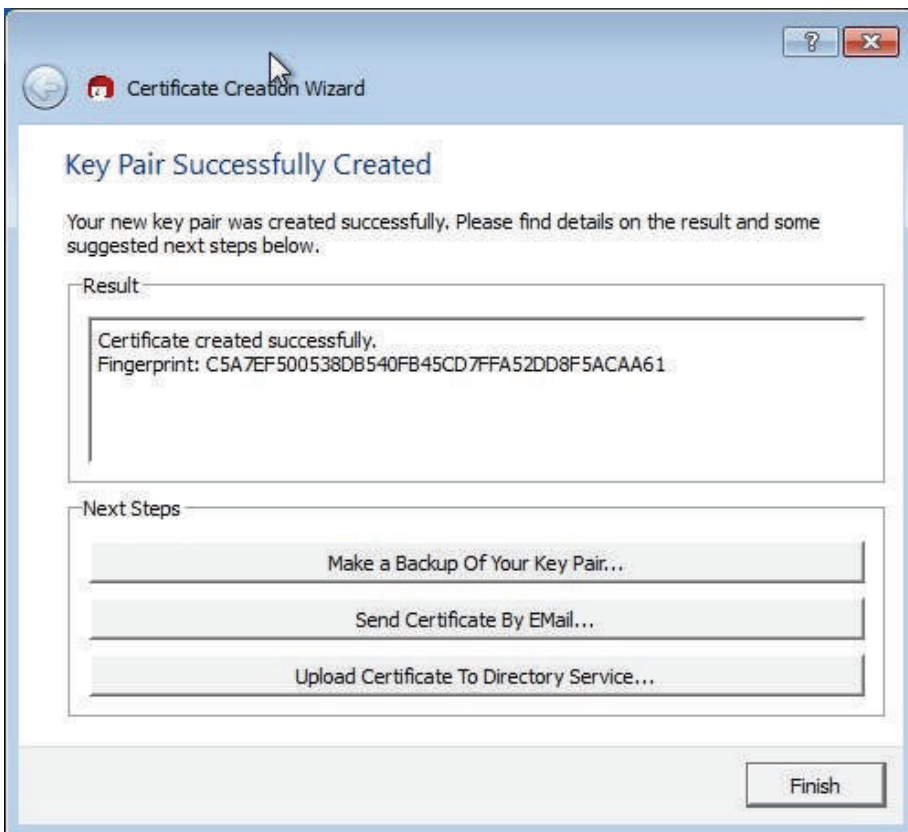 ?
Certificate Creation Wizard
Key Pair Successfully Created
Your new key pair was created successfully. Please find details on the result and some
suggested next steps below.
Result
Certificate created successfully.
Fingerprint: C5A7EF500538DB540FB45CD7FFA52DD8F5ACAA61
Next Steps
Make a Backup Of Your Key Pair...
Send Certificate By EMail...
Upload Certificate To Directory Service...
Finish